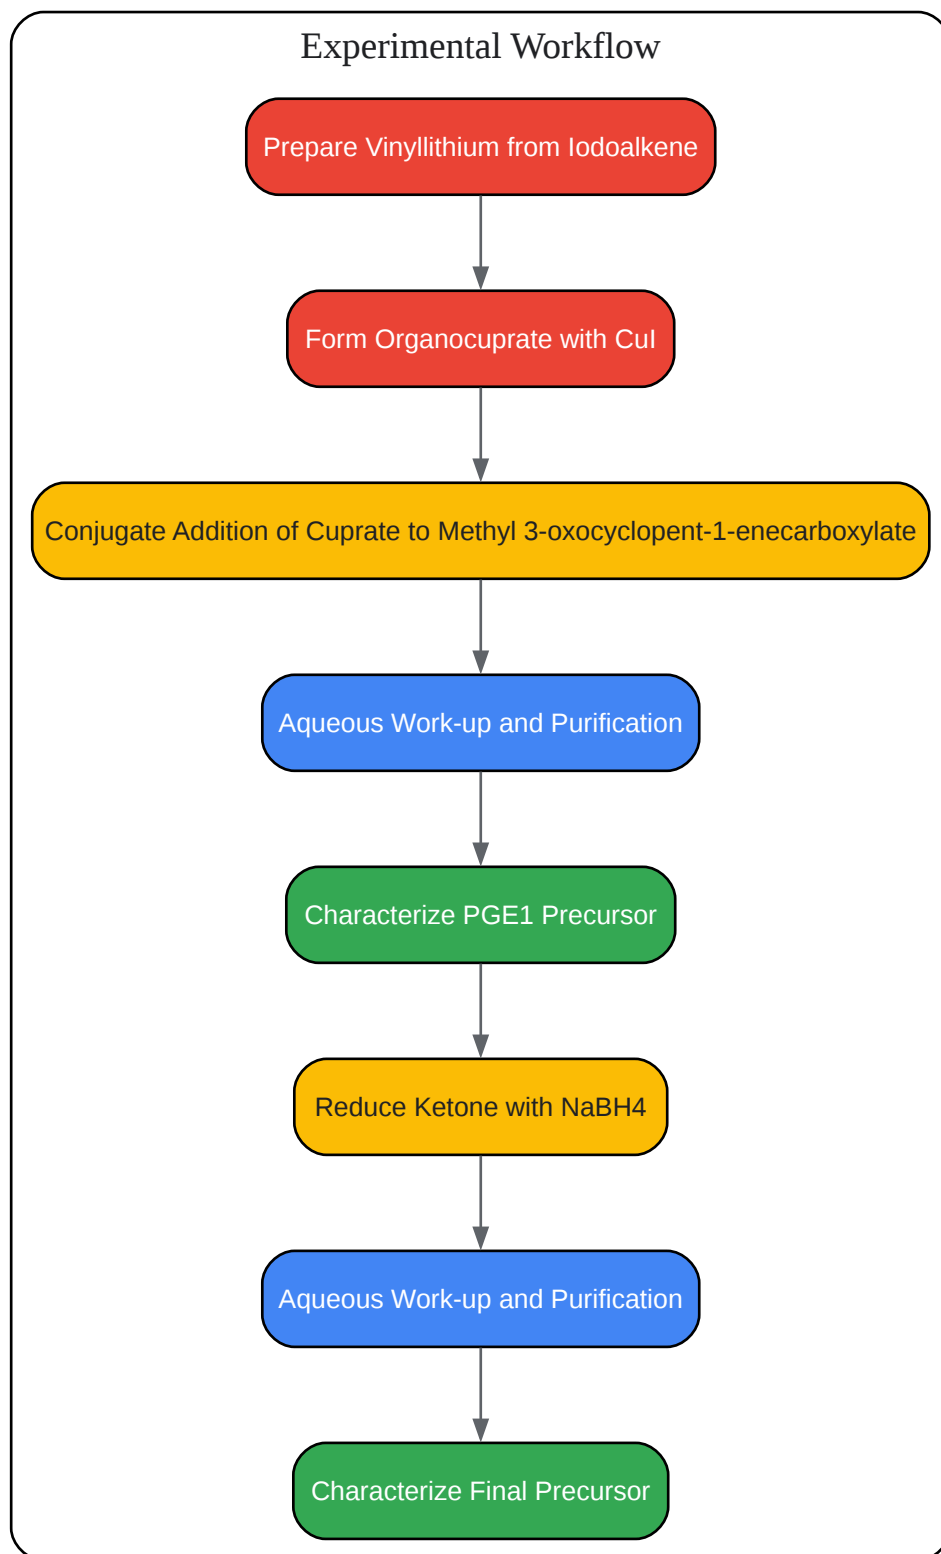 Experimental Workflow
Prepare Vinyllithium from Iodoalkene
Form Organocuprate with CuI
Conjugate Addition of Cuprate to Methyl 3-oxocyclopent-1-enecarboxylate
Aqueous Work-up and Purification
Characterize PGE1 Precursor
Reduce Ketone with NaBH4
Aqueous Work-up and Purification
Characterize Final Precursor